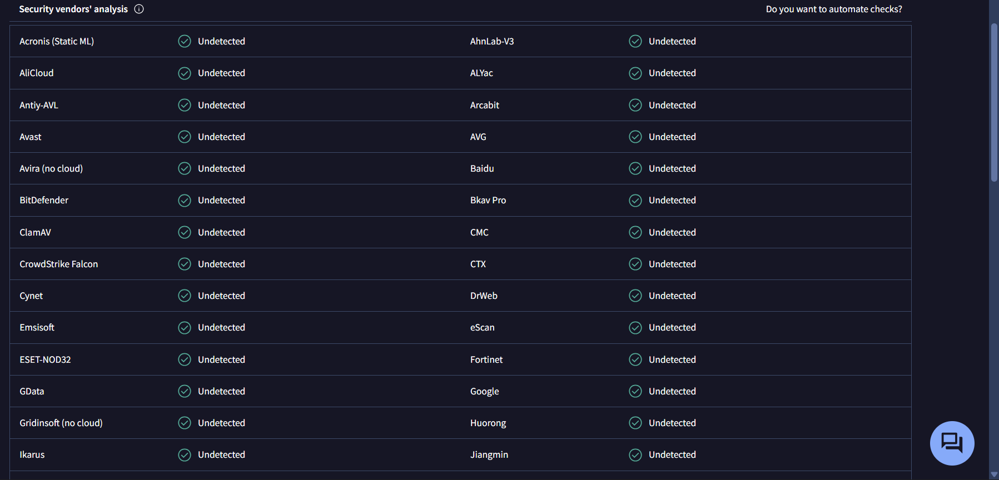 Security vendors' analysis Do you want to automate checks?
Acronis (Static ML) Undetected AhnLab-V3 Undetected
AliCloud Undetected ALYac Undetected
Antiy-AVL Undetected Arcabit Undetected
Avast Undetected AVG Undetected
Avira (no cloud) Undetected Baidu Undetected
BitDefender Undetected Bkav Pro Undetected
ClamAV Undetected CMC Undetected
CrowdStrike Falcon Undetected CTX Undetected
Cynet Undetected DrWeb Undetected
Emsisoft Undetected eScan Undetected
ESET-NOD32 Undetected Fortinet Undetected
GData Undetected Google Undetected
Gridinsoft (no cloud) Undetected Huorong Undetected
Ikarus Undetected Jiangmin Undetected